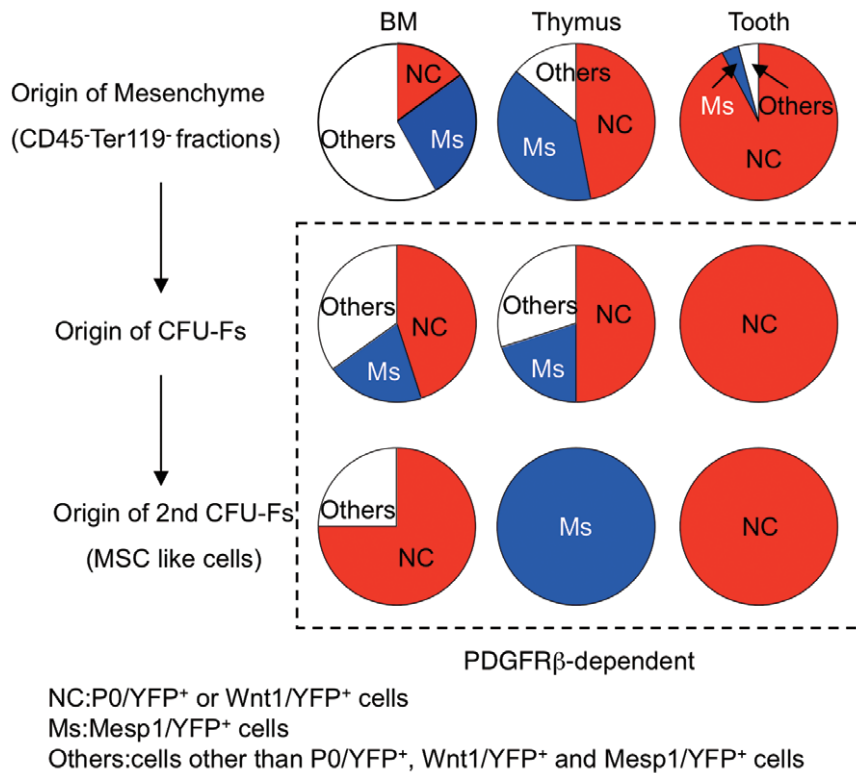 BM Thymus Tooth
Origin of Mesenchyme
(CD45⁻Ter119⁻ fractions)
NC
Ms
Others
Others
Ms
NC
Ms
Others
NC
Origin of CFU-Fs
Others
NC
Ms
Others
NC
Ms
NC
Origin of 2nd CFU-Fs
(MSC like cells)
Others
NC
Ms
NC
PDGFRβ-dependent
NC:P0/YFP⁺ or Wnt1/YFP⁺ cells
Ms:Mesp1/YFP⁺ cells
Others:cells other than P0/YFP⁺, Wnt1/YFP⁺ and Mesp1/YFP⁺ cells